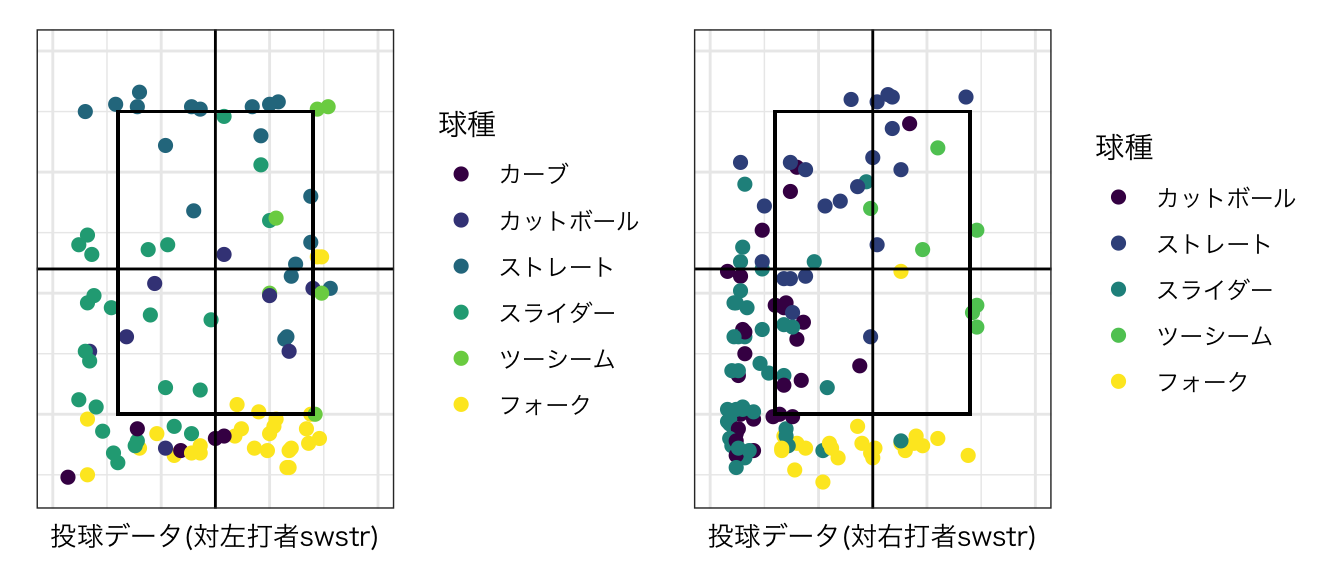 球種
カーブ
カットボール
ストレート
スライダー
ツーシーム
フォーク
投球データ(対左打者swstr)
球種
カットボール
ストレート
スライダー
ツーシーム
フォーク
投球データ(対右打者swstr)